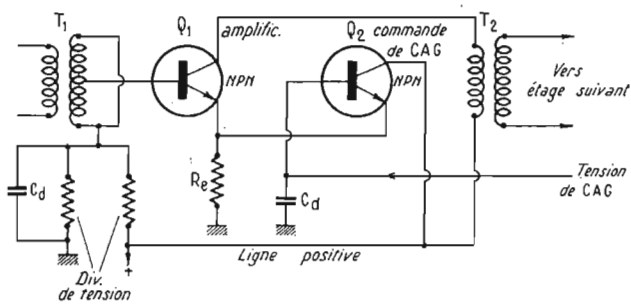 T1
Q1
amplific.
NPN
Q2
commande
de CAG
NPN
T2
Vers
étage suivant
Cd
Re
Cd
Tension
de CAG
Ligne positive
+
Div.
de tension